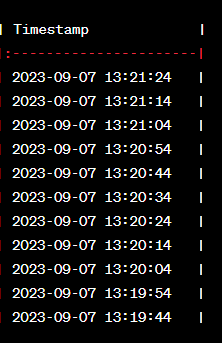 | Timestamp |
|:----------------------|
| 2023-09-07 13:21:24 |
| 2023-09-07 13:21:14 |
| 2023-09-07 13:21:04 |
| 2023-09-07 13:20:54 |
| 2023-09-07 13:20:44 |
| 2023-09-07 13:20:34 |
| 2023-09-07 13:20:24 |
| 2023-09-07 13:20:14 |
| 2023-09-07 13:20:04 |
| 2023-09-07 13:19:54 |
| 2023-09-07 13:19:44 |